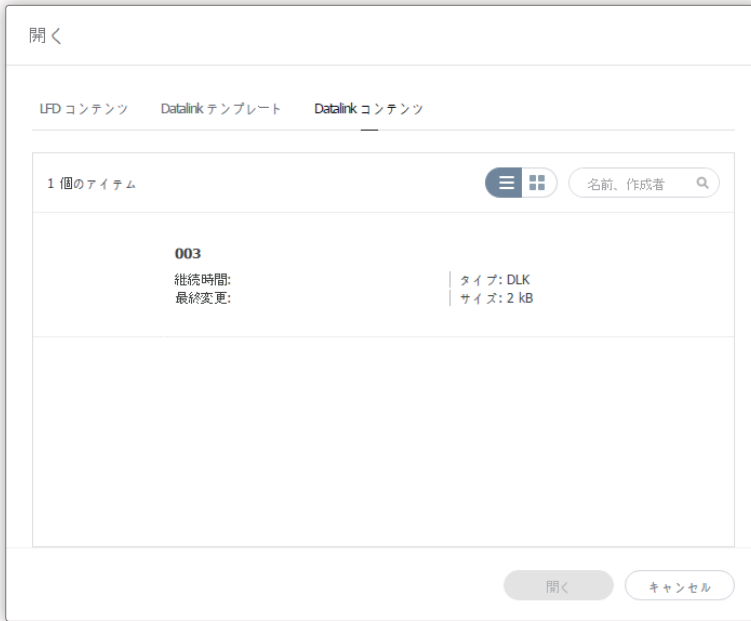 開く
LFD コンテンツ Datalink テンプレート Datalink コンテンツ
1 個のアイテム 名前、作成者
003
継続時間: タイプ: DLK
最終変更: サイズ: 2 kB
開く キャンセル